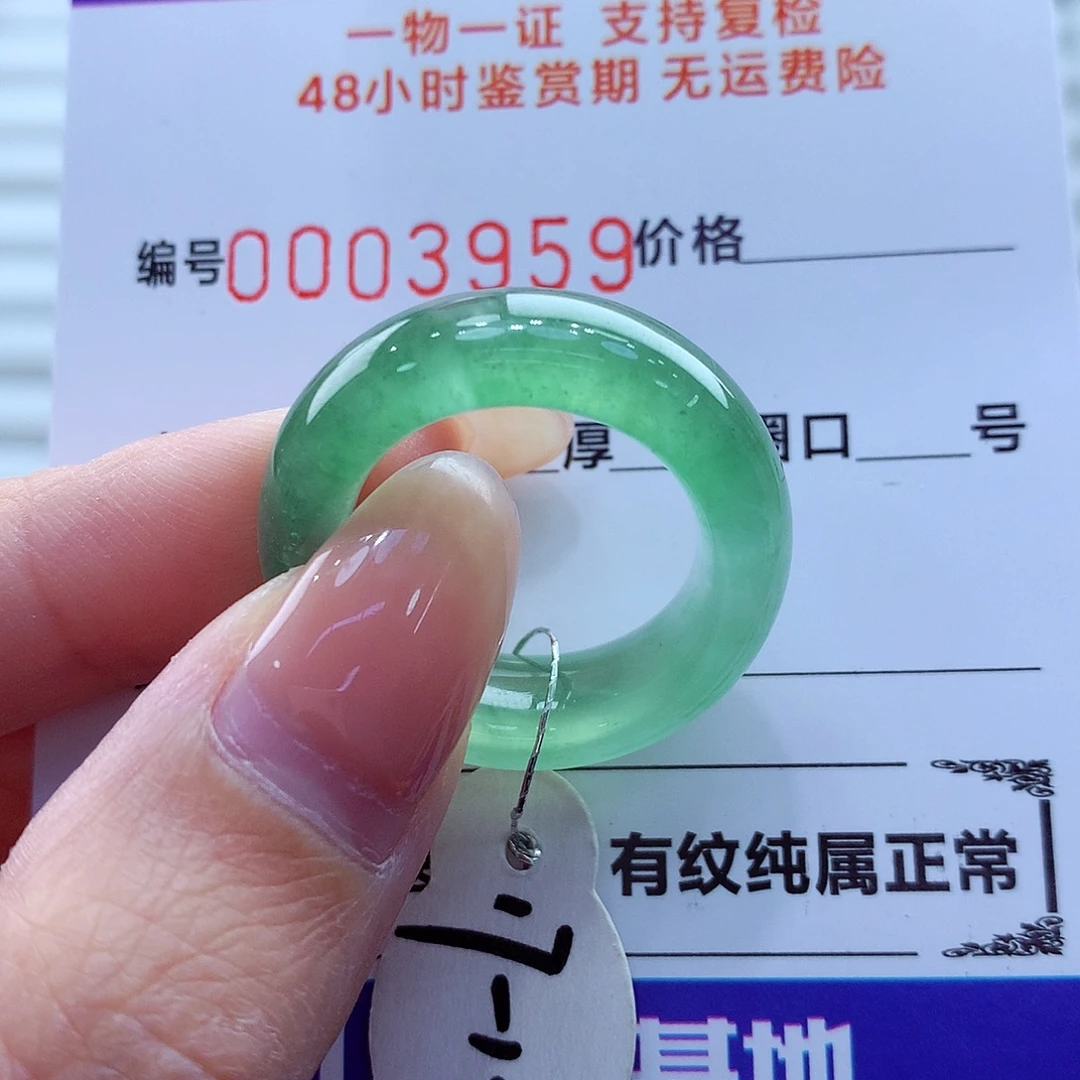 一物一证 支持复检
48小时鉴赏期 无运费险
编号0003959价格
厚 圈口 号
有纹纯属正常
基地